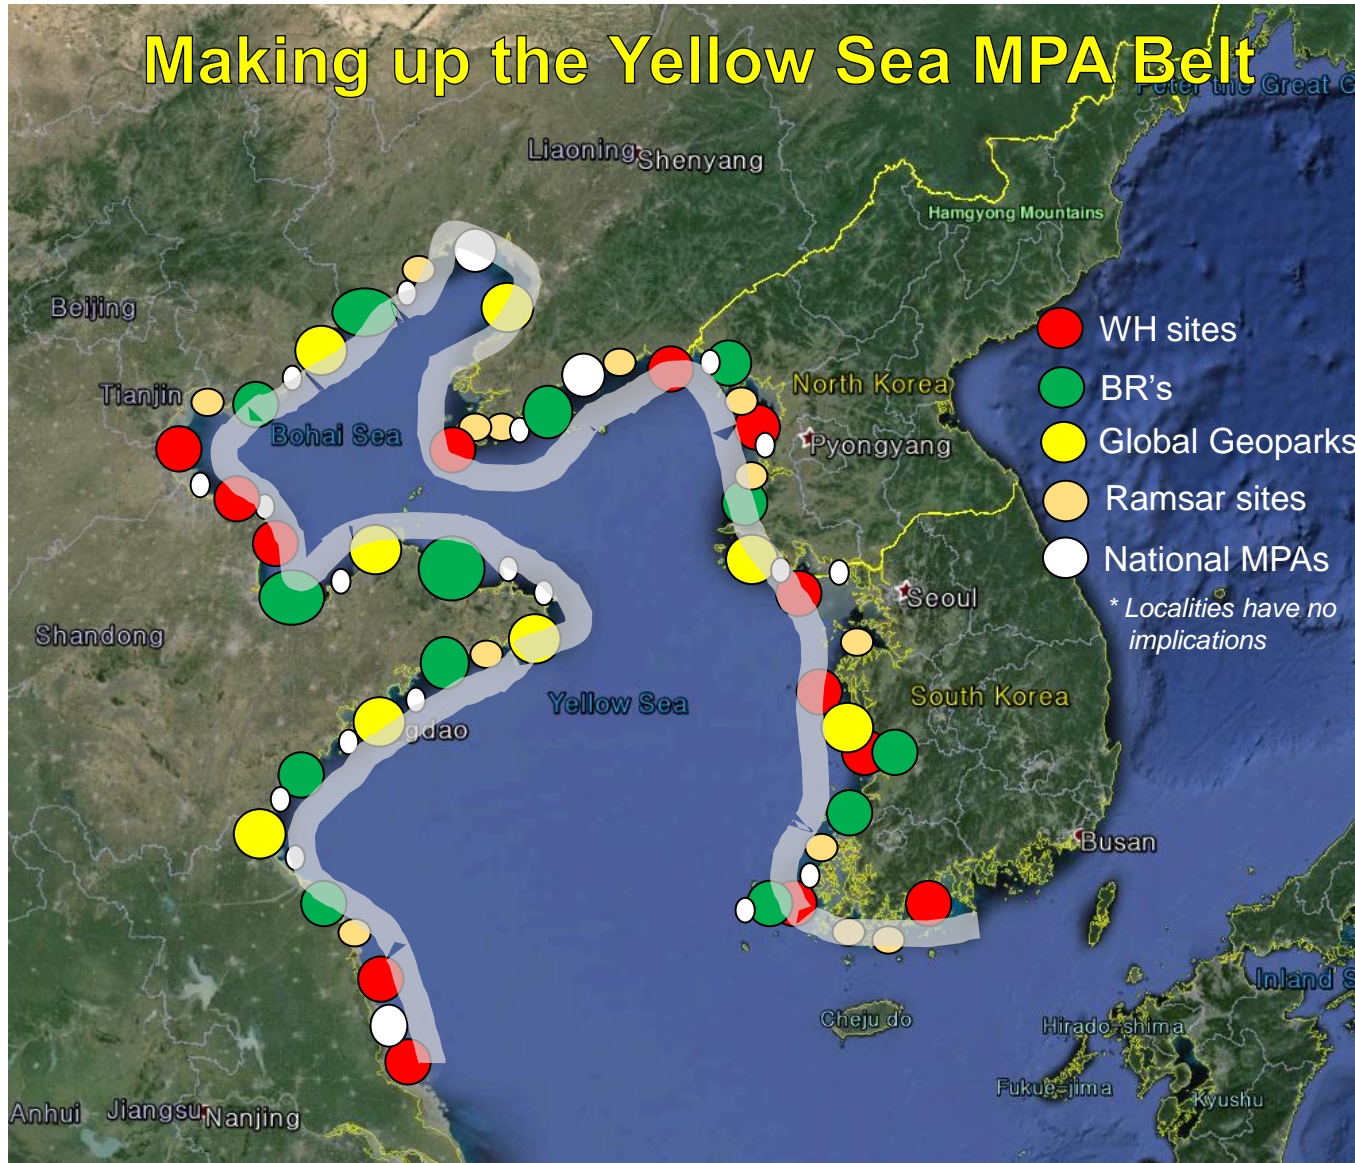 Making up the Yellow Sea MPA Belt
Peter the Great G
Liaoning
Shenyang
Hamgyong Mountains
Beijing
WH sites
Tianjin
North Korea
BR's
Bohai Sea
Pyongyang
Global Geoparks
Ramsar sites
National MPAs
Seoul
* Localities have no
implications
Shandong
Yellow Sea
South Korea
gdao
Busan
Inland S
Cheju do
Hirado-shima
Fukue-jima
Kyushu
Anhui
Jiangsu
Nanjing